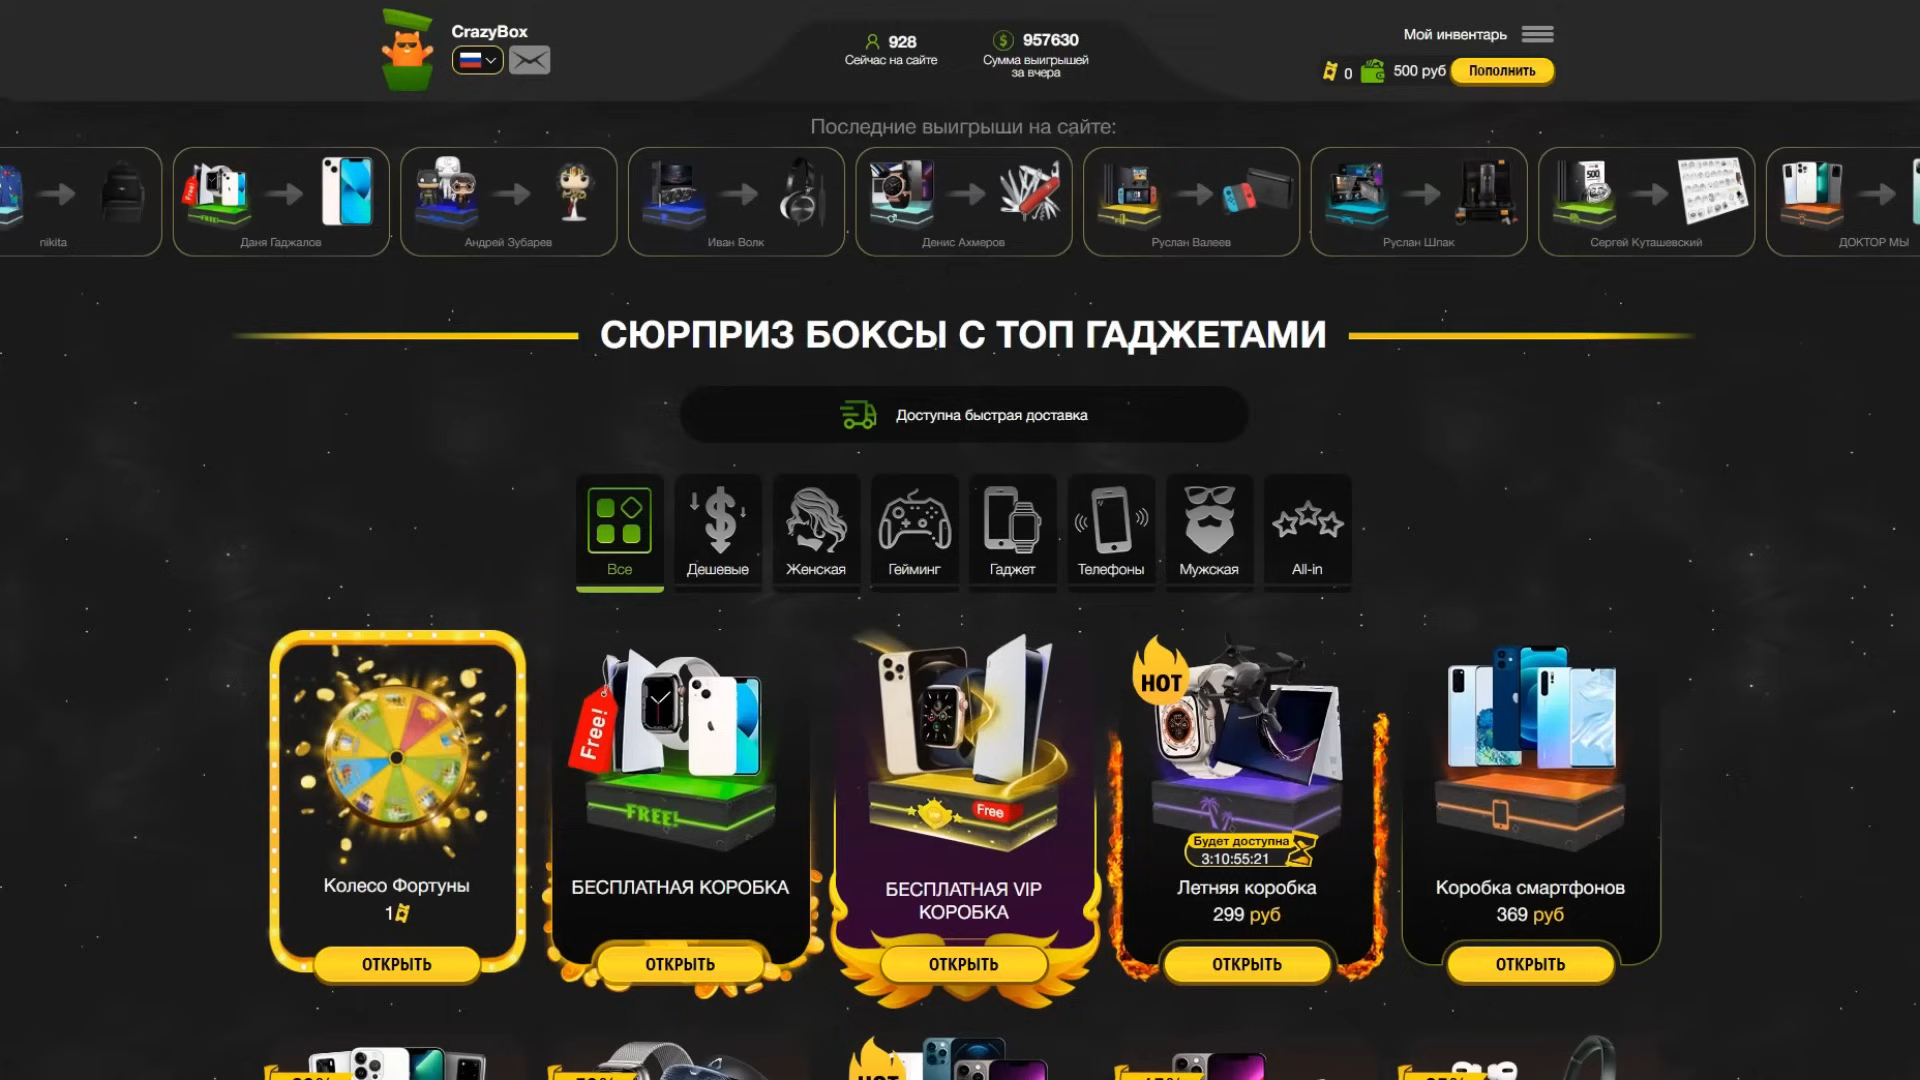 CrazyBox
928
Сейчас на сайте
957630
Сумма выигрышей
за вчера
Мой инвентарь
0
500 руб
Пополнить
Последние выигрыши на сайте:
nikita
Free!
Даня Гаджалов
Андрей Зубарев
Иван Волк
Денис Ахмеров
Руслан Валеев
Руслан Шпак
500
Сергей Куташевский
ДОКТОР МЫ
СЮРПРИЗ БОКСЫ С ТОП ГАДЖЕТАМИ
Доступна быстрая доставка
Все
Дешевые
Женская
Гейминг
Гаджет
Телефоны
Мужская
All-in
Колесо Фортуны
1
ОТКРЫТЬ
Free!
FREE!
БЕСПЛАТНАЯ КОРОБКА
ОТКРЫТЬ
Free
БЕСПЛАТНАЯ VIP
КОРОБКА
ОТКРЫТЬ
HOT
Будет доступна
3:10:55:21
Летняя коробка
299 руб
ОТКРЫТЬ
Коробка смартфонов
369 руб
ОТКРЫТЬ
HOT